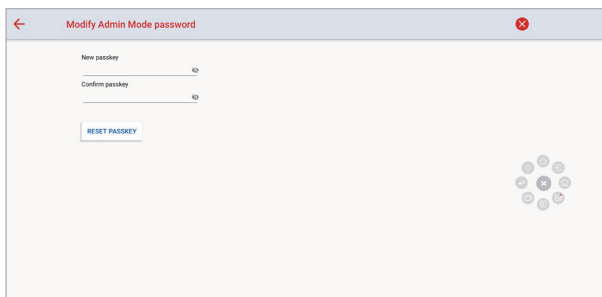 Modify Admin Mode password
New passkey
Confirm passkey
RESET PASSKEY